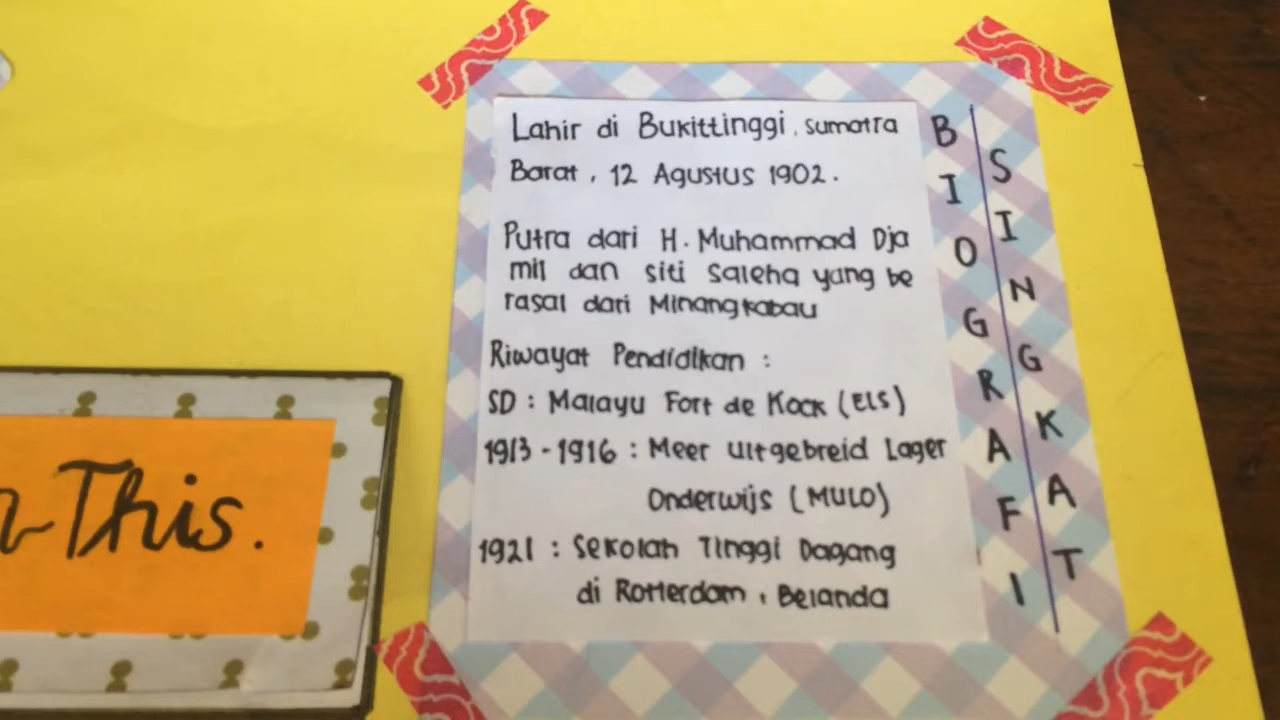 Lahir di Bukittinggi, Sumatra
Barat, 12 Agustus 1902.
Putra dari H. Muhammad Dja
mil dan siti Saleha yang be
rasal dari Minangkabau
Riwayat Pendidikan :
SD : Malayu Fort de Kock (ELS)
1913 - 1916 : Meer Uitgebreid Lager
Onderwijs (MULO)
1921 : Sekolah Tinggi Dagang
di Rotterdam, Belanda
BIOGRAFI
SINGKAT
This.